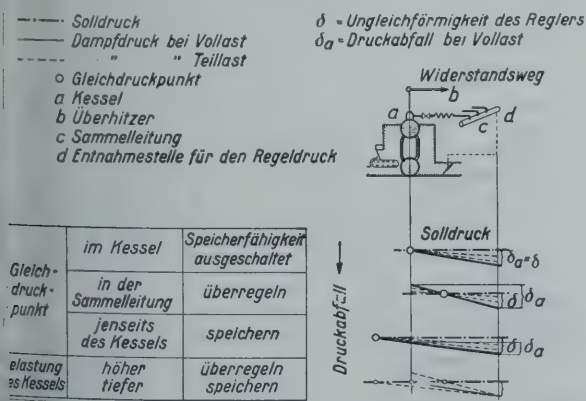 Solldruck
Dampfdruck bei Vollast
" " Teillast
Gleichdruckpunkt
a Kessel
b Überhitzer
c Sammelleitung
d Entnahmestelle für den Regeldruck
δ = Ungleichförmigkeit des Reglers
δa = Druckabfall bei Vollast
Widerstandsweg
b
a
c
d
Gleich-
druck-
punkt
im Kessel
Speicherfähigkeit
ausgeschaltet
in der
Sammelleitung
überregeln
jenseits
des Kessels
speichern
elastung
es Kessels
höher
tiefer
überregeln
speichern
Druckabfall
Solldruck
δa = δ
δ δa
δ δa